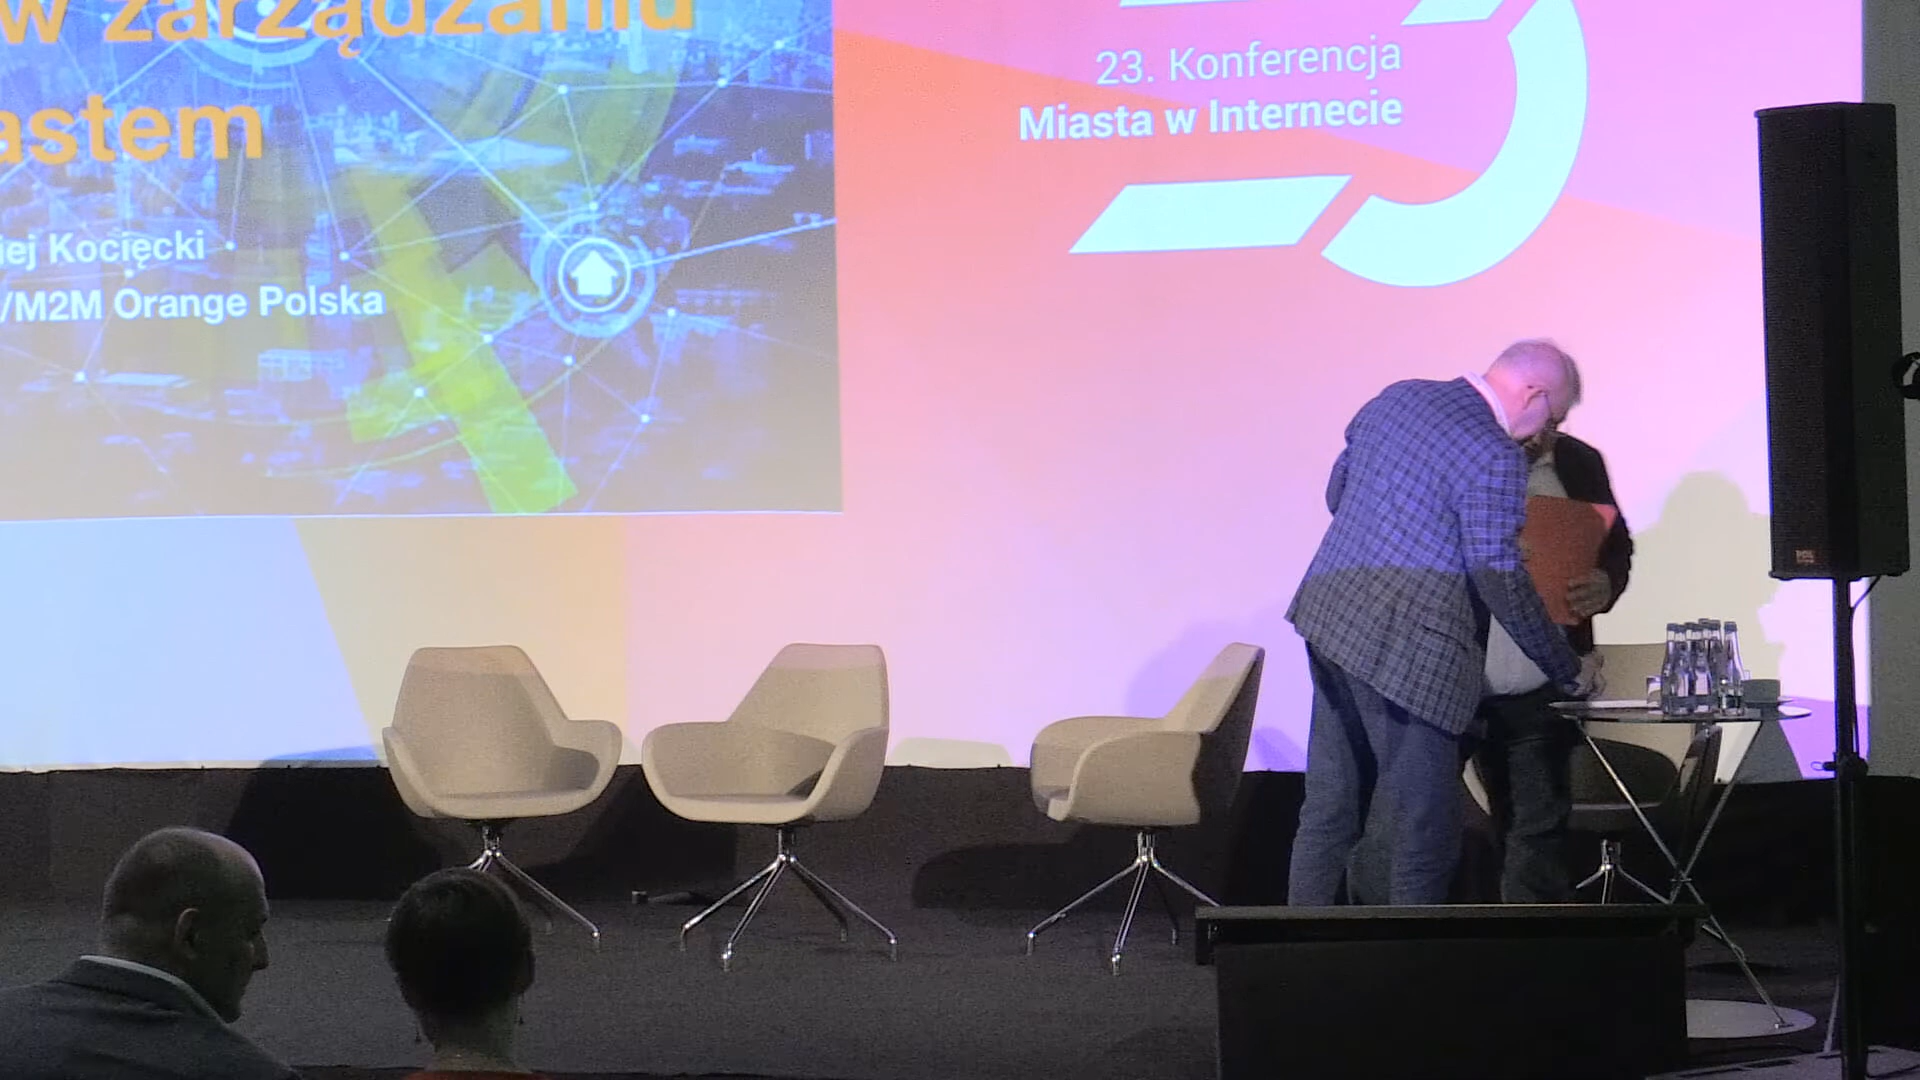 w zarządzaniu
astem
iej Kocięcki
/M2M Orange Polska
23. Konferencja
Miasta w Internecie